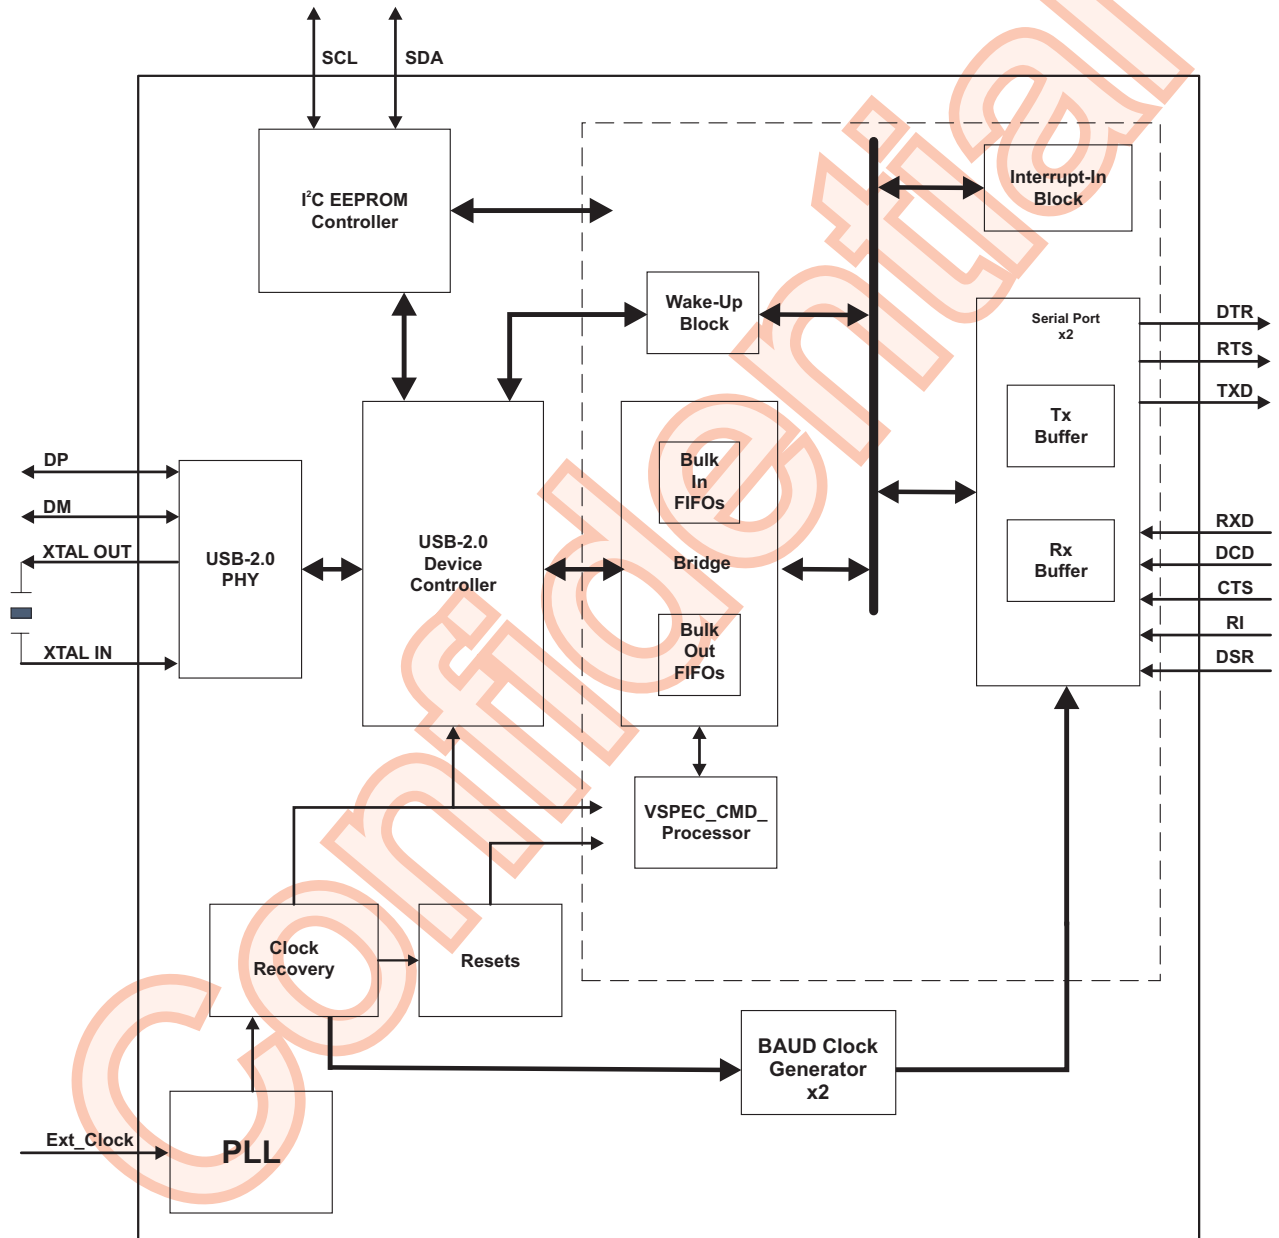 SCL
SDA
I²C EEPROM
Controller
Interrupt-In
Block
Wake-Up
Block
Serial Port
x2
DTR
RTS
TXD
Tx
Buffer
DP
DM
XTAL OUT
XTAL IN
USB-2.0
PHY
USB-2.0
Device
Controller
Bulk
In
FIFOs
Bridge
Bulk
Out
FIFOs
Rx
Buffer
RXD
DCD
CTS
RI
DSR
VSPEC_CMD_
Processor
Clock
Recovery
Resets
BAUD Clock
Generator
x2
Ext_Clock
PLL
Confidential